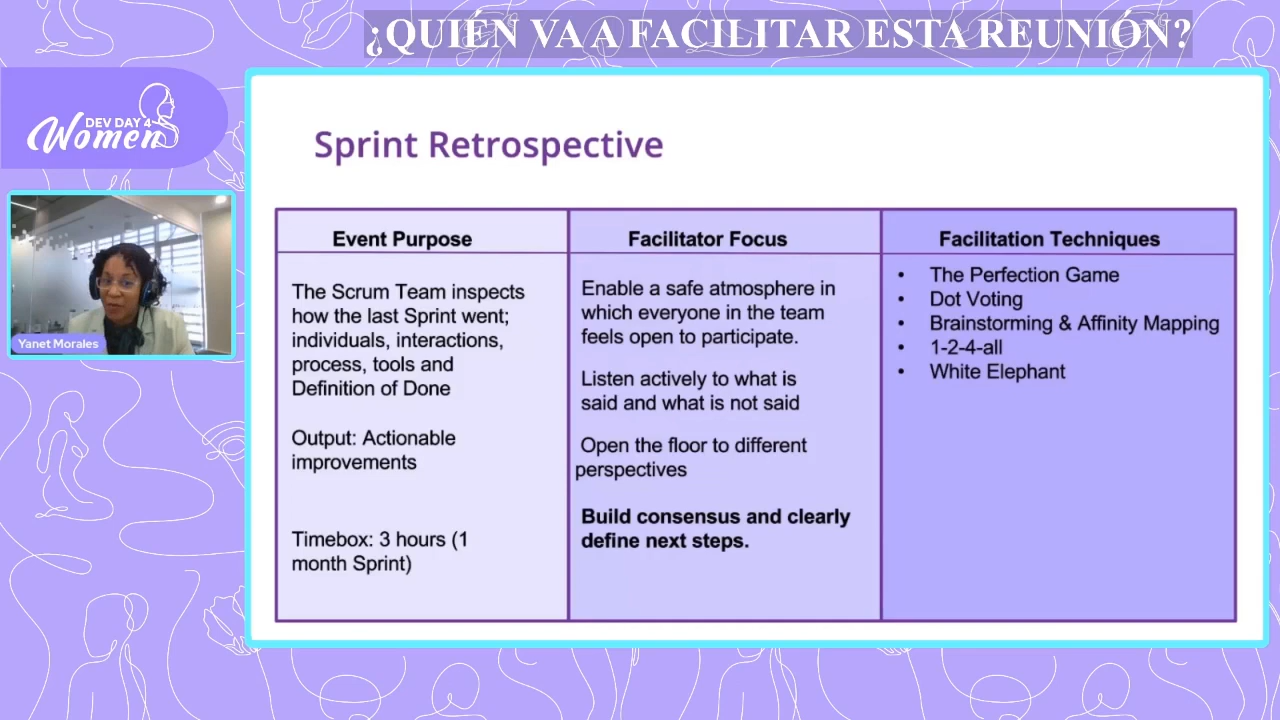 ¿QUIÉN VA A FACILITAR ESTA REUNIÓN?
DEV DAY 4
Women
Yanet Morales
Sprint Retrospective
Event Purpose
The Scrum Team inspects
how the last Sprint went;
individuals, interactions,
process, tools and
Definition of Done
Output: Actionable
improvements
Timebox: 3 hours (1
month Sprint)
Facilitator Focus
Enable a safe atmosphere in
which everyone in the team
feels open to participate.
Listen actively to what is
said and what is not said
Open the floor to different
perspectives
Build consensus and clearly
define next steps.
Facilitation Techniques
• The Perfection Game
• Dot Voting
• Brainstorming & Affinity Mapping
• 1-2-4-all
• White Elephant